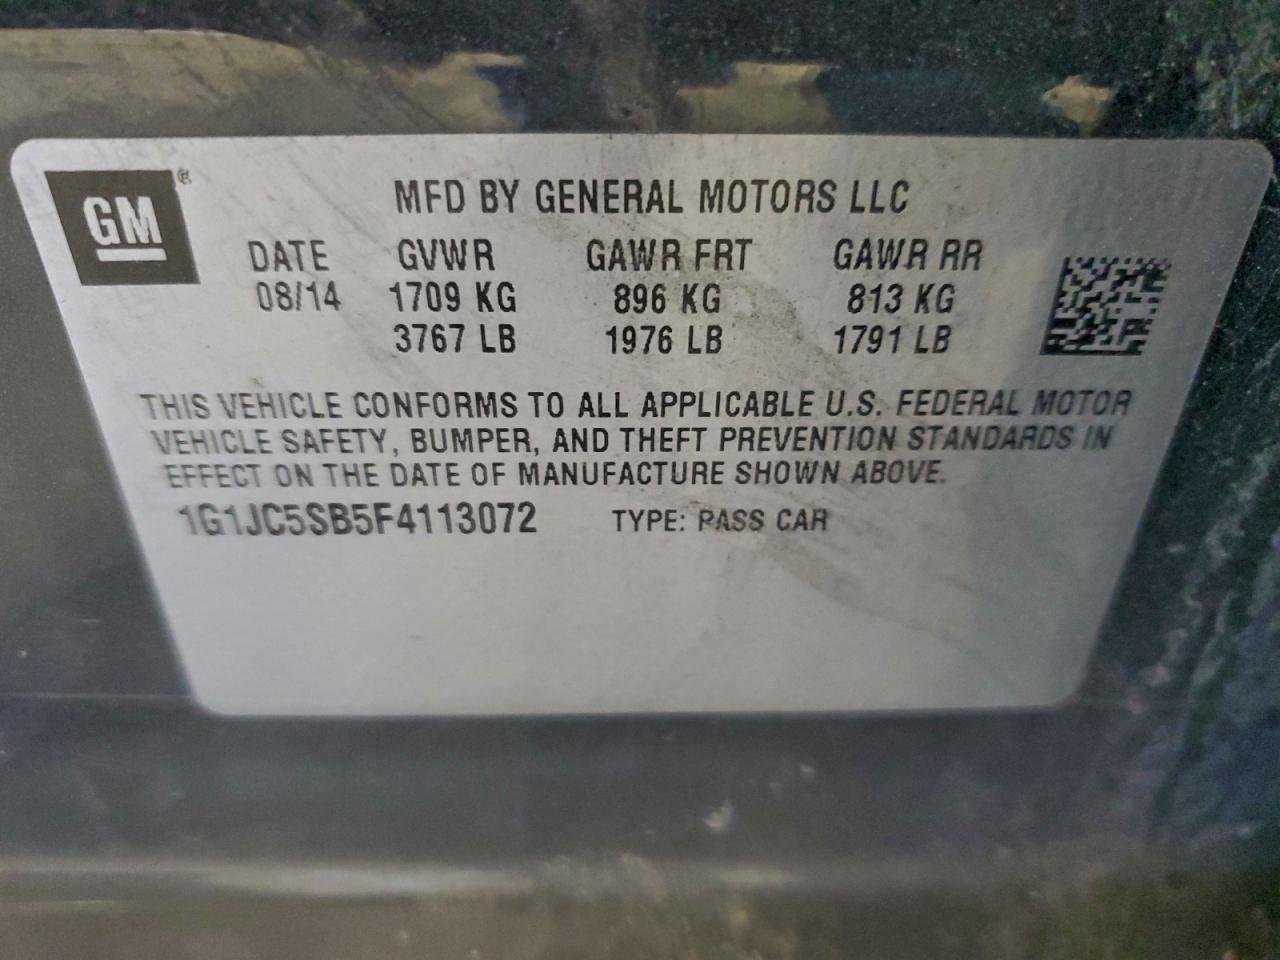 GM®
MFD BY GENERAL MOTORS LLC
DATE GVWR GAWR FRT GAWR RR
08/14 1709 KG 896 KG 813 KG
3767 LB 1976 LB 1791 LB
THIS VEHICLE CONFORMS TO ALL APPLICABLE U.S. FEDERAL MOTOR
VEHICLE SAFETY, BUMPER, AND THEFT PREVENTION STANDARDS IN
EFFECT ON THE DATE OF MANUFACTURE SHOWN ABOVE.
1G1JC5SB5F4113072 TYPE: PASS CAR